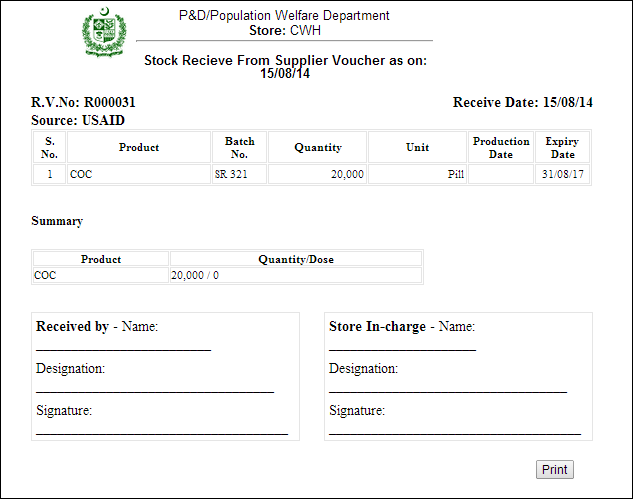 P&D/Population Welfare Department
Store: CWH
Stock Recieve From Supplier Voucher as on:
15/08/14
R.V.No: R000031 Receive Date: 15/08/14
Source: USAID
S. No. Product Batch No. Quantity Unit Production Date Expiry Date
1 COC SR 321 20,000 Pill 31/08/17
Summary
Product Quantity/Dose
COC 20,000 / 0
Received by - Name: Store In-charge - Name:
Designation: Designation:
Signature: Signature:
Print